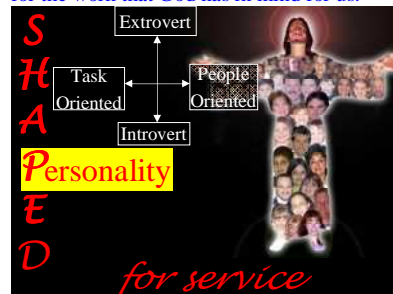 for the work that God has in mind for us.
S
Extrovert
H
Task
Oriented
People
Oriented
A
Introvert
Personality
E
D
for service